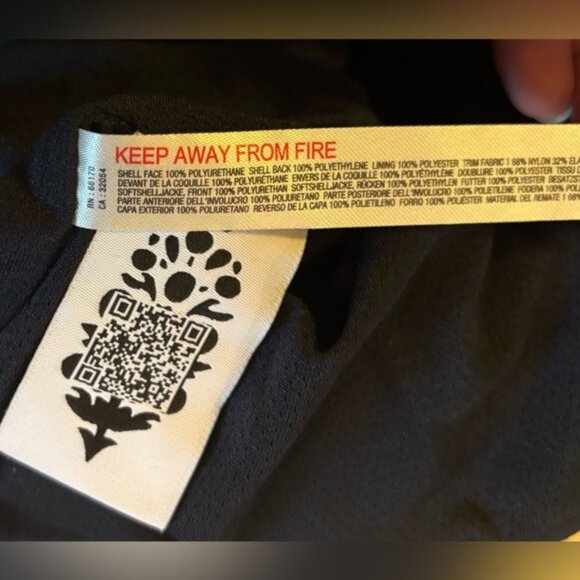 KEEP AWAY FROM FIRE
RN : 66170
CA : 32054
SHELL FACE 100% POLYURETHANE SHELL BACK 100% POLYETHYLENE LINING 100% POLYESTER TRIM FABRIC 1 68% NYLON 32% ELA
DEVANT DE LA COQUILLE 100% POLYURÉTHANE ENVERS DE LA COQUILLE 100% POLYÉTHYLÈNE DOUBLURE 100% POLYESTER TISSU D
SOFTSHELLJACKE, FRONT 100% POLYURETHAN SOFTSHELLJACKE, RÜCKEN 100% POLYETHYLEN FUTTER 100% POLYESTER BESATZST
PARTE ANTERIORE DELL'INVOLUCRO 100% POLIURETANO PARTE POSTERIORE DELL'INVOLUCRO 100% POLIETILENE FODERA 100% PO
CAPA EXTERIOR 100% POLIURETANO REVERSO DE LA CAPA 100% POLIETILENO FORRO 100% POLIÉSTER MATERIAL DEL REMATE 1 68%